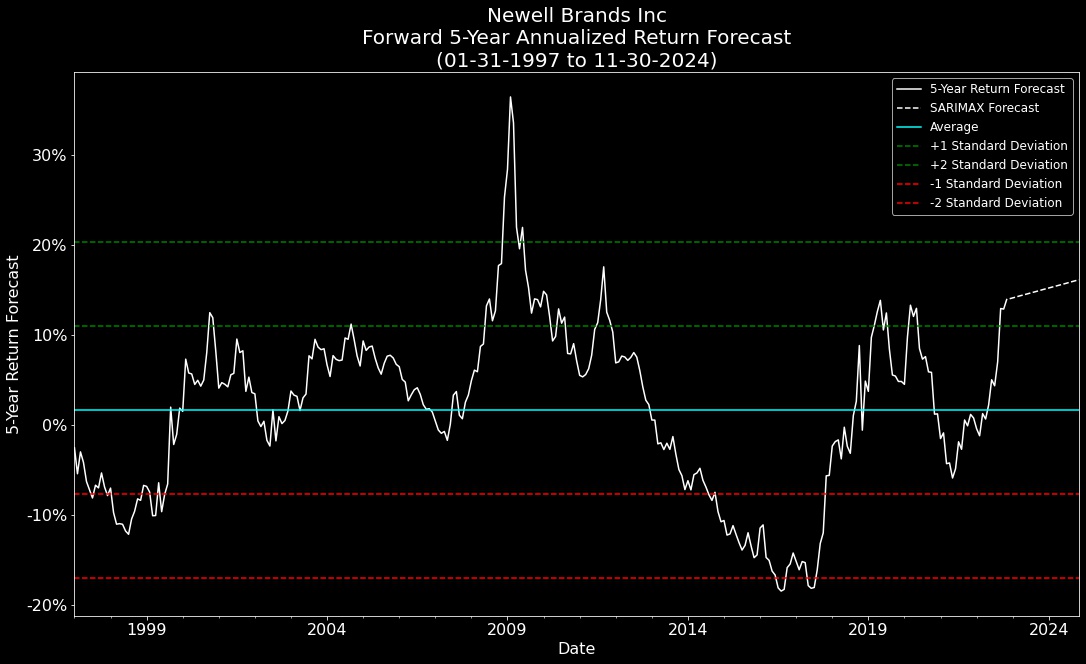 Newell Brands Inc
Forward 5-Year Annualized Return Forecast
(01-31-1997 to 11-30-2024)
5-Year Return Forecast
SARIMAX Forecast
Average
+1 Standard Deviation
+2 Standard Deviation
-1 Standard Deviation
-2 Standard Deviation
5-Year Return Forecast
30%
20%
10%
0%
-10%
-20%
1999
2004
2009
2014
2019
2024
Date